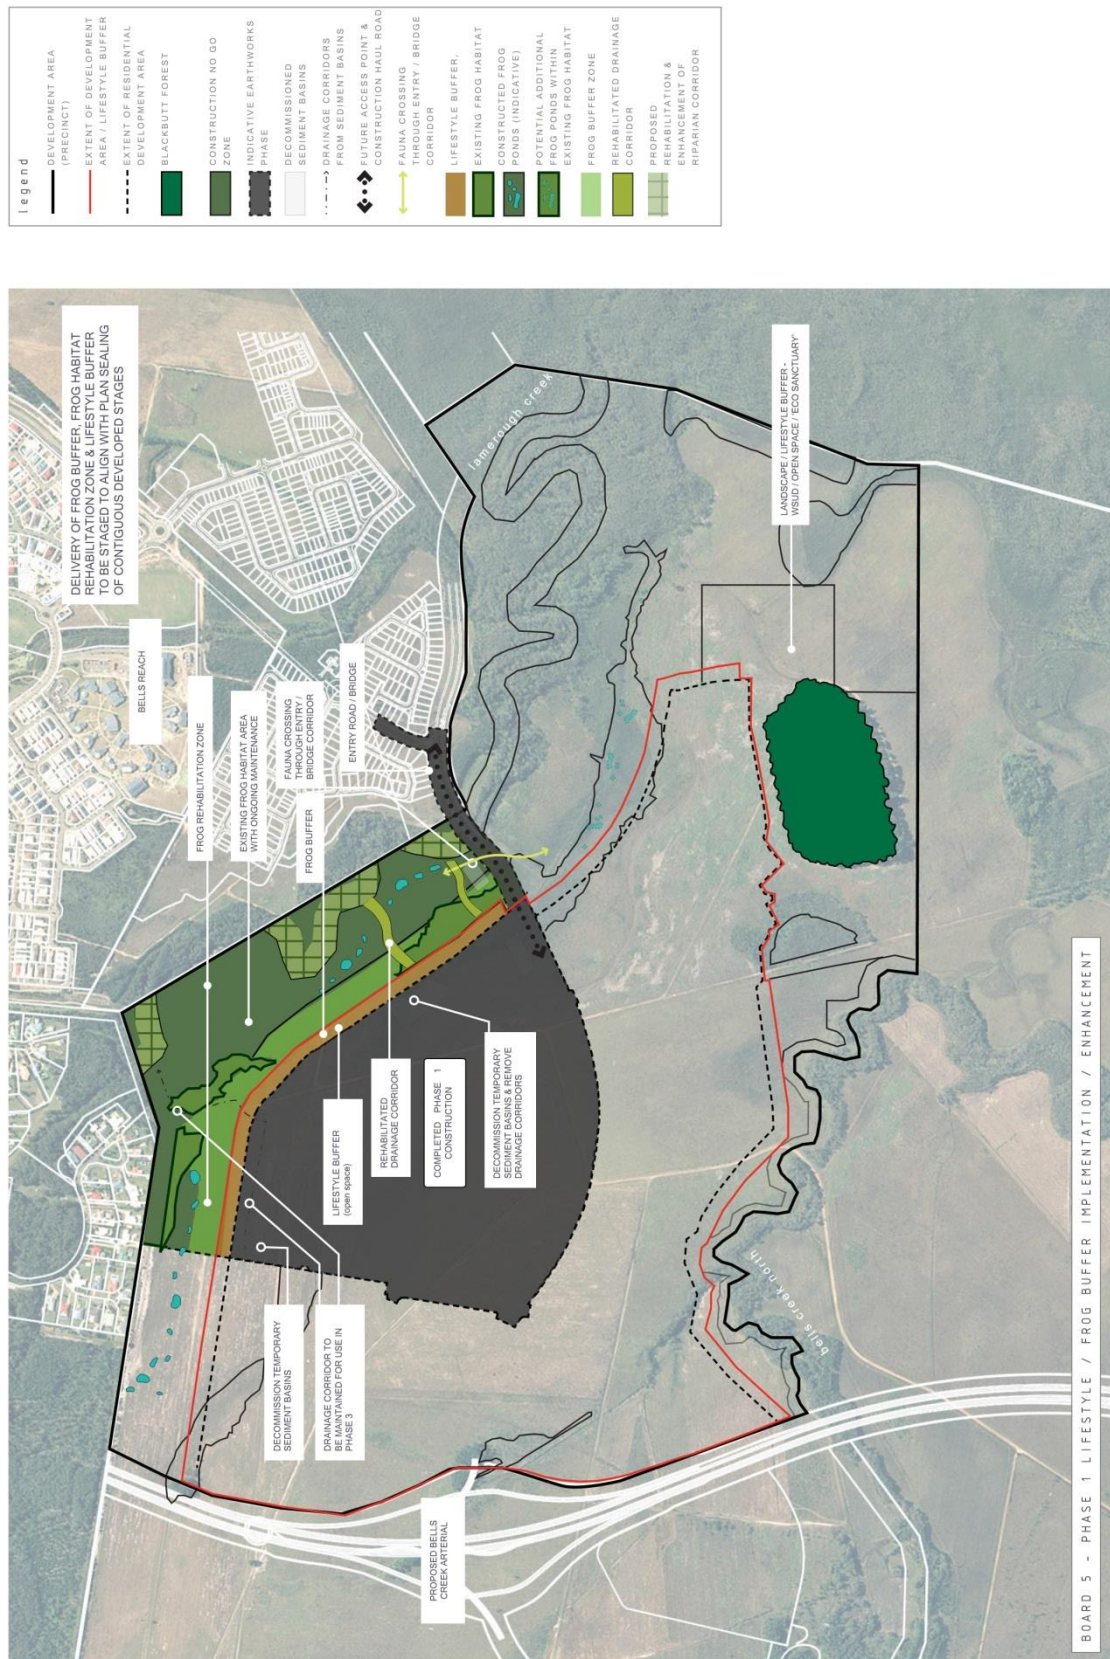 legend
DEVELOPMENT AREA
(PRECINCT)
EXTENT OF DEVELOPMENT
AREA / LIFESTYLE BUFFER
EXTENT OF RESIDENTIAL
DEVELOPMENT AREA
BLACKBUTT FOREST
CONSTRUCTION NO GO
ZONE
INDICATIVE EARTHWORKS
PHASE
DECOMMISSIONED
SEDIMENT BASINS
DRAINAGE CORRIDORS
FROM SEDIMENT BASINS
FUTURE ACCESS POINT &
CONSTRUCTION HAUL ROAD
FAUNA CROSSING
THROUGH ENTRY / BRIDGE
CORRIDOR
LIFESTYLE BUFFER.
EXISTING FROG HABITAT
CONSTRUCTED FROG
PONDS (INDICATIVE)
POTENTIAL ADDITIONAL
FROG PONDS WITHIN
EXISTING FROG HABITAT
FROG BUFFER ZONE
REHABILITATED DRAINAGE
CORRIDOR
PROPOSED
REHABILITATION &
ENHANCEMENT OF
RIPARIAN CORRIDOR
DELIVERY OF FROG BUFFER, FROG HABITAT
REHABILITATION ZONE & LIFESTYLE BUFFER
TO BE STAGED TO ALIGN WITH PLAN SEALING
OF CONTIGUOUS DEVELOPED STAGES
BELLS REACH
FROG REHABILITATION ZONE
EXISTING FROG HABITAT AREA
WITH ONGOING MAINTENANCE
FROG BUFFER
FAUNA CROSSING
THROUGH ENTRY /
BRIDGE CORRIDOR
ENTRY ROAD / BRIDGE
lamerough creek
LANDSCAPE / LIFESTYLE BUFFER -
WSUD / OPEN SPACE / 'ECO SANCTUARY'
LIFESTYLE BUFFER
(open space)
REHABILITATED
DRAINAGE CORRIDOR
COMPLETED PHASE 1
CONSTRUCTION
DECOMMISSION TEMPORARY
SEDIMENT BASINS & REMOVE
DRAINAGE CORRIDORS
DECOMMISSION TEMPORARY
SEDIMENT BASINS
DRAINAGE CORRIDOR TO
BE MAINTAINED FOR USE IN
PHASE 3
PROPOSED BELLS
CREEK ARTERIAL
bells creek north
BOARD 5 - PHASE 1 LIFESTYLE / FROG BUFFER IMPLEMENTATION / ENHANCEMENT